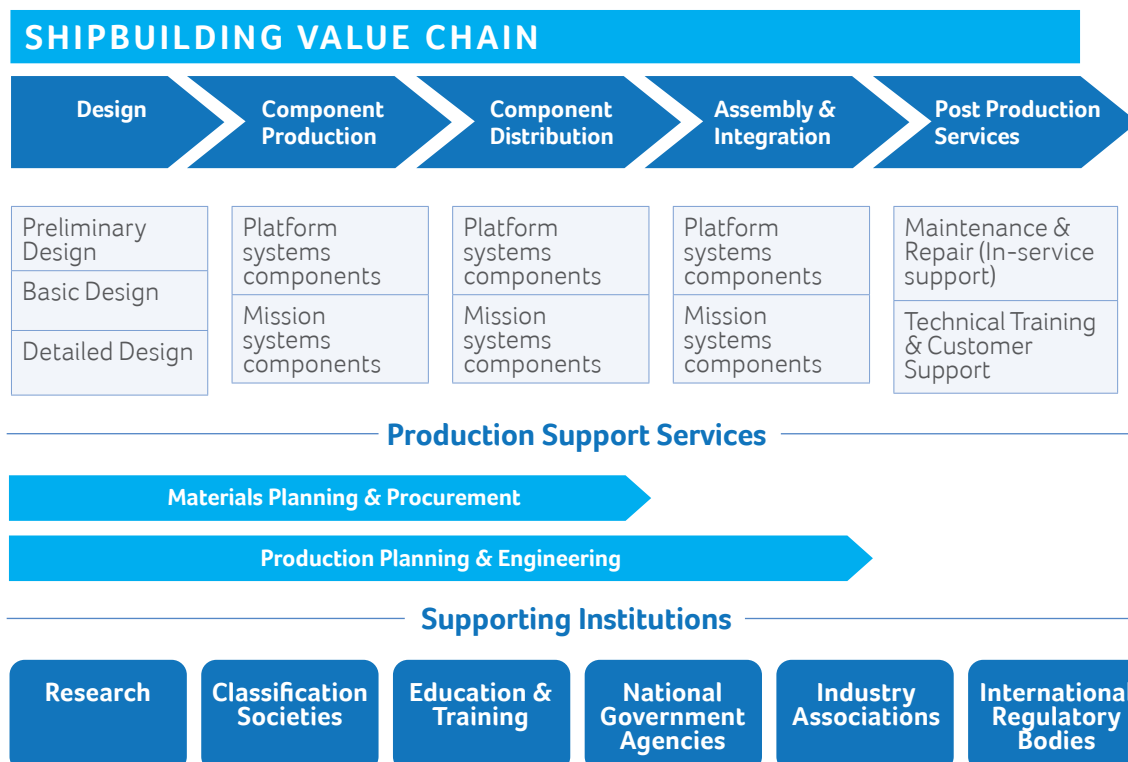 SHIPBUILDING VALUE CHAIN
Design
Component
Production
Component
Distribution
Assembly &
Integration
Post Production
Services
Preliminary
Design
Basic Design
Detailed Design
Platform
systems
components
Mission
systems
components
Platform
systems
components
Mission
systems
components
Platform
systems
components
Mission
systems
components
Maintenance &
Repair (In-service
support)
Technical Training
& Customer
Support
Production Support Services
Materials Planning & Procurement
Production Planning & Engineering
Supporting Institutions
Research
Classification
Societies
Education &
Training
National
Government
Agencies
Industry
Associations
International
Regulatory
Bodies